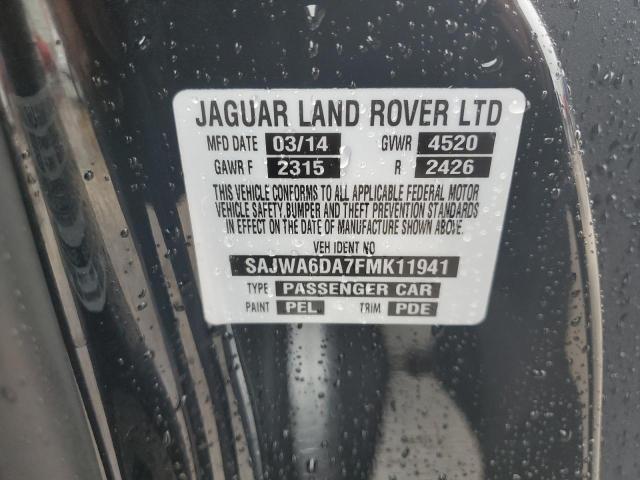 JAGUAR LAND ROVER LTD
MFD DATE 03/14 GVWR 4520
GAWR F 2315 R 2426
THIS VEHICLE CONFORMS TO ALL APPLICABLE FEDERAL MOTOR
VEHICLE SAFETY, BUMPER AND THEFT PREVENTION STANDARDS
IN EFFECT ON THE DATE OF MANUFACTURE SHOWN ABOVE.
VEH IDENT NO
SAJWA6DA7FMK11941
TYPE PASSENGER CAR
PAINT PEL TRIM PDE